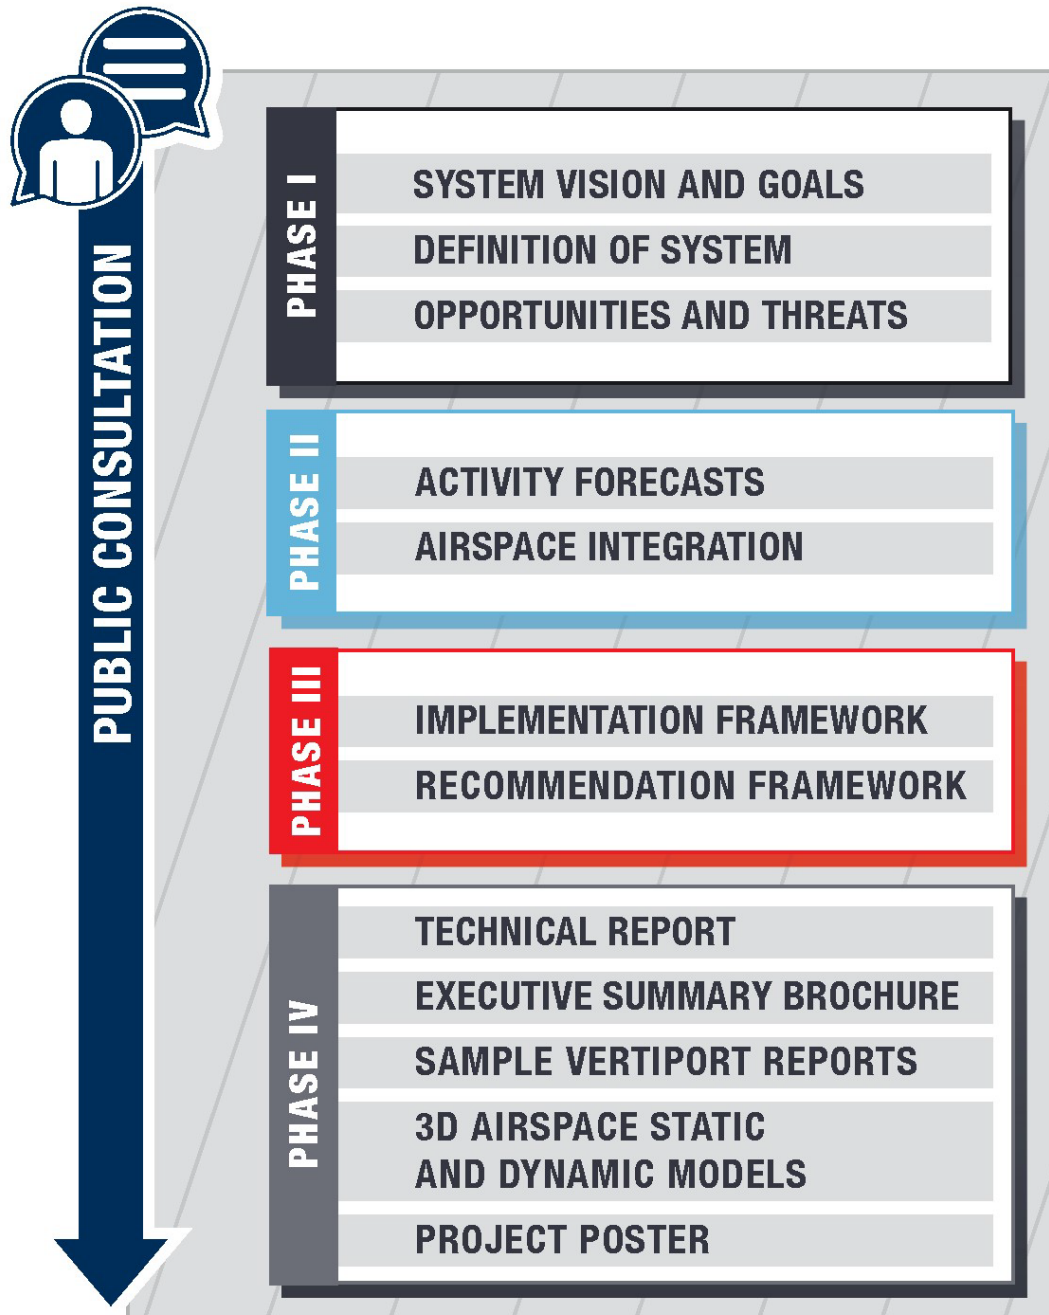 PUBLIC CONSULTATION
PHASE I
SYSTEM VISION AND GOALS
DEFINITION OF SYSTEM
OPPORTUNITIES AND THREATS
PHASE II
ACTIVITY FORECASTS
AIRSPACE INTEGRATION
PHASE III
IMPLEMENTATION FRAMEWORK
RECOMMENDATION FRAMEWORK
PHASE IV
TECHNICAL REPORT
EXECUTIVE SUMMARY BROCHURE
SAMPLE VERTIPORT REPORTS
3D AIRSPACE STATIC
AND DYNAMIC MODELS
PROJECT POSTER